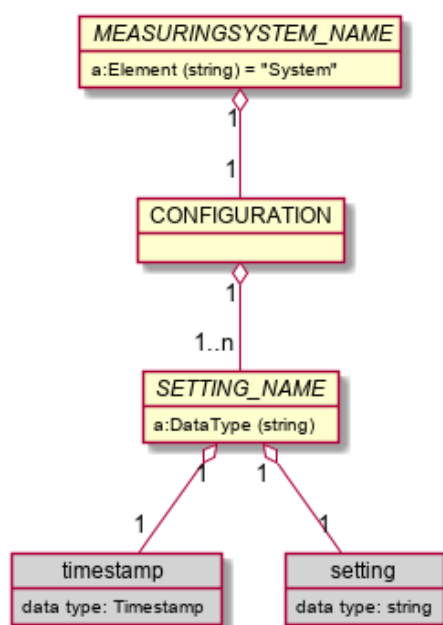 MEASURINGSYSTEM_NAME
a:Element (string) = "System"
1
1
CONFIGURATION
1
1..n
SETTING_NAME
a:DataType (string)
1 1
1 1
timestamp setting
data type: Timestamp data type: string